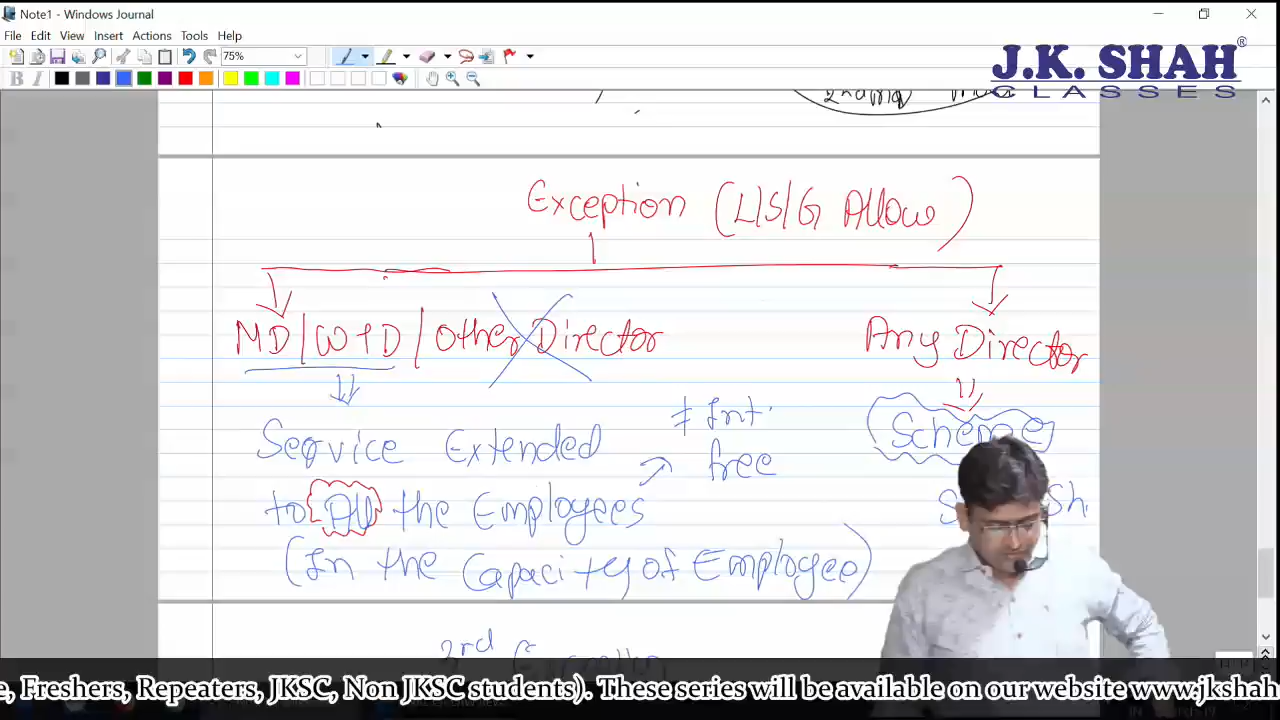 Note1 - Windows Journal
File Edit View Insert Actions Tools Help
75%
J.K. SHAH®
CLASSES
Exception (L/S/G Allow)
MD/WTD/Other Director
Any Director
Service Extended
≠ Int.
free
Scheme
to All the Employees
Sh.
(In the Capacity of Employee)
2nd
e, Freshers, Repeaters, JKSC, Non JKSC students). These series will be available on our website www.jkshah